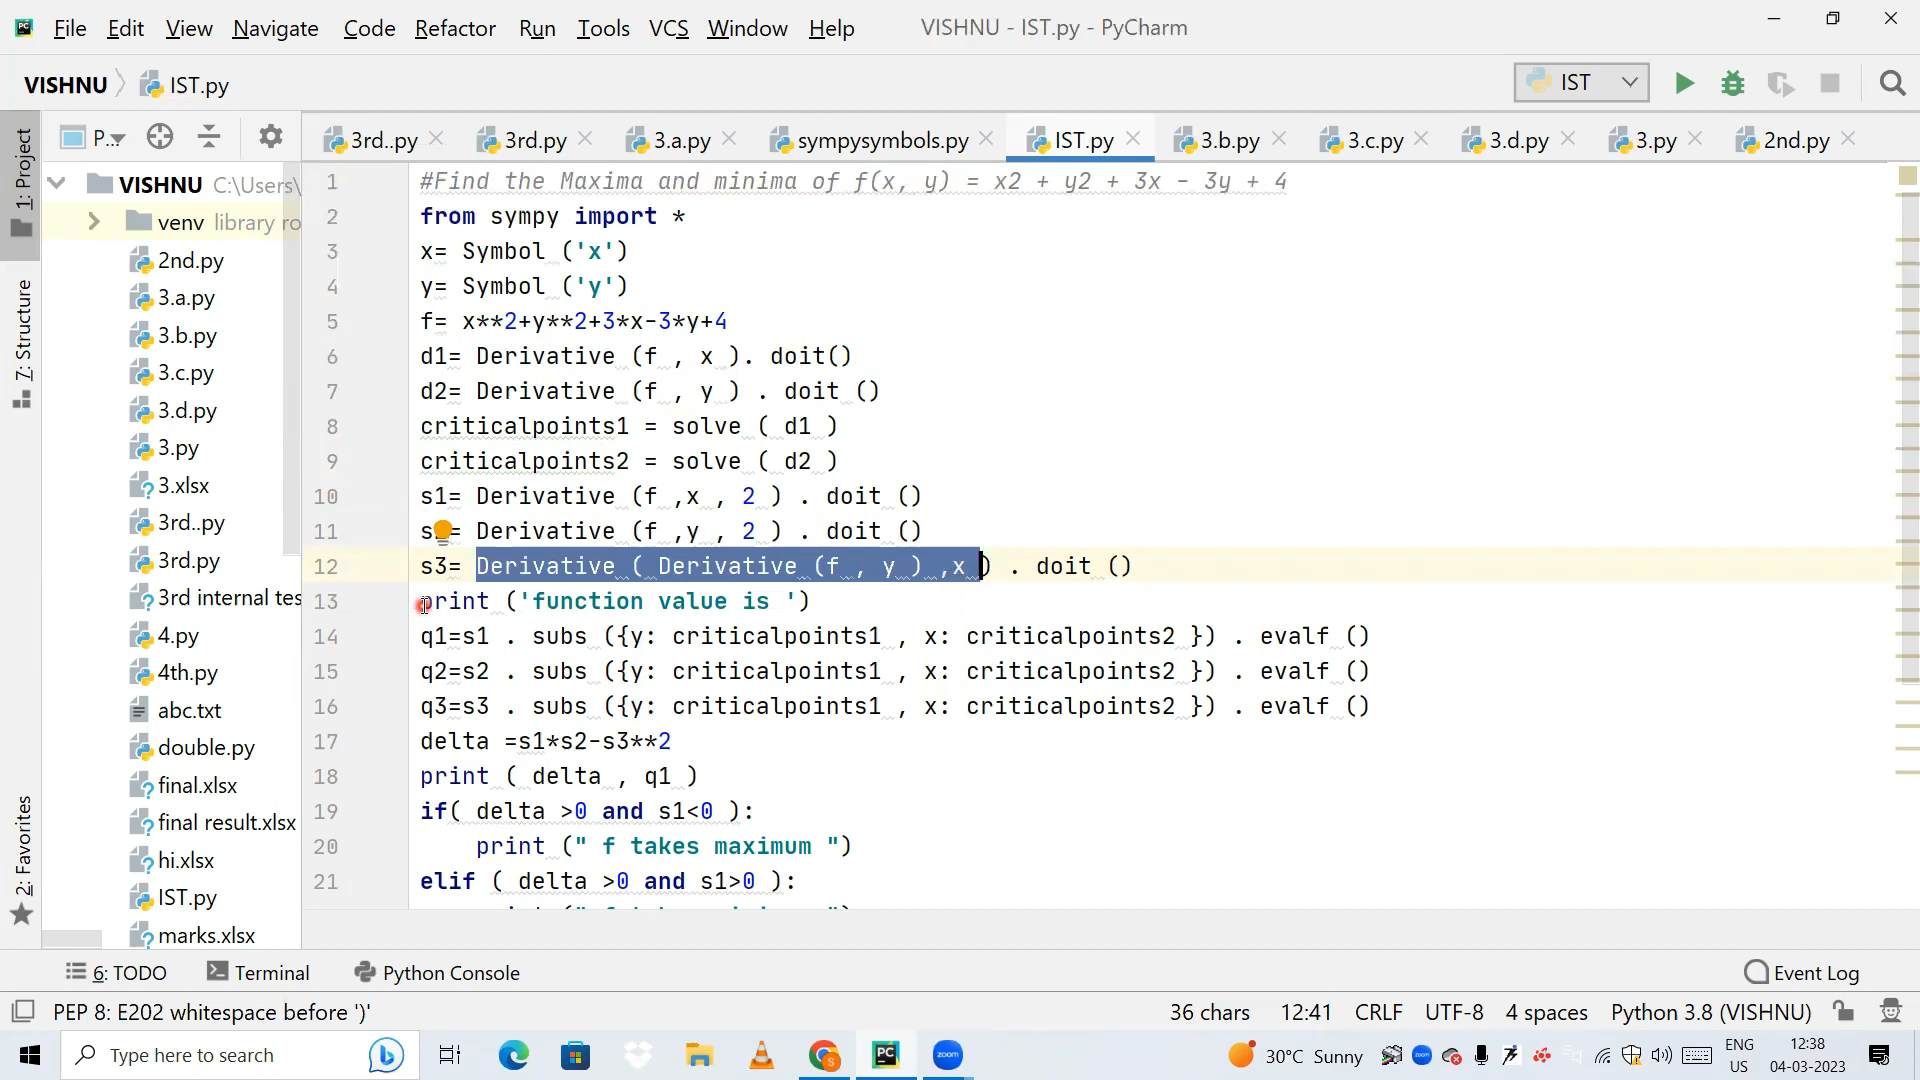 File Edit View Navigate Code Refactor Run Tools VCS Window Help VISHNU - IST.py - PyCharm
VISHNU IST.py IST
P... 3rd..py 3rd.py 3.a.py sympysymbols.py IST.py 3.b.py 3.c.py 3.d.py 3.py 2nd.py
1: Project
7: Structure
2: Favorites
VISHNU C:\Users\
venv library ro
2nd.py
3.a.py
3.b.py
3.c.py
3.d.py
3.py
3.xlsx
3rd..py
3rd.py
3rd internal tes
4.py
4th.py
abc.txt
double.py
final.xlsx
final result.xlsx
hi.xlsx
IST.py
marks.xlsx
1 #Find the Maxima and minima of f(x, y) = x2 + y2 + 3x - 3y + 4
2 from sympy import *
3 x= Symbol ('x')
4 y= Symbol ('y')
5 f= x**2+y**2+3*x-3*y+4
6 d1= Derivative (f , x ). doit()
7 d2= Derivative (f , y ) . doit ()
8 criticalpoints1 = solve ( d1 )
9 criticalpoints2 = solve ( d2 )
10 s1= Derivative (f ,x , 2 ) . doit ()
11 s = Derivative (f ,y , 2 ) . doit ()
12 s3= Derivative ( Derivative (f , y ) ,x ) . doit ()
13 print ('function value is ')
14 q1=s1 . subs ({y: criticalpoints1 , x: criticalpoints2 }) . evalf ()
15 q2=s2 . subs ({y: criticalpoints1 , x: criticalpoints2 }) . evalf ()
16 q3=s3 . subs ({y: criticalpoints1 , x: criticalpoints2 }) . evalf ()
17 delta =s1*s2-s3**2
18 print ( delta , q1 )
19 if( delta >0 and s1<0 ):
20 print (" f takes maximum ")
21 elif ( delta >0 and s1>0 ):
6: TODO Terminal Python Console Event Log
PEP 8: E202 whitespace before ')' 36 chars 12:41 CRLF UTF-8 4 spaces Python 3.8 (VISHNU)
Type here to search PC zoom zoom 30°C Sunny ENG US 12:38 04-03-2023